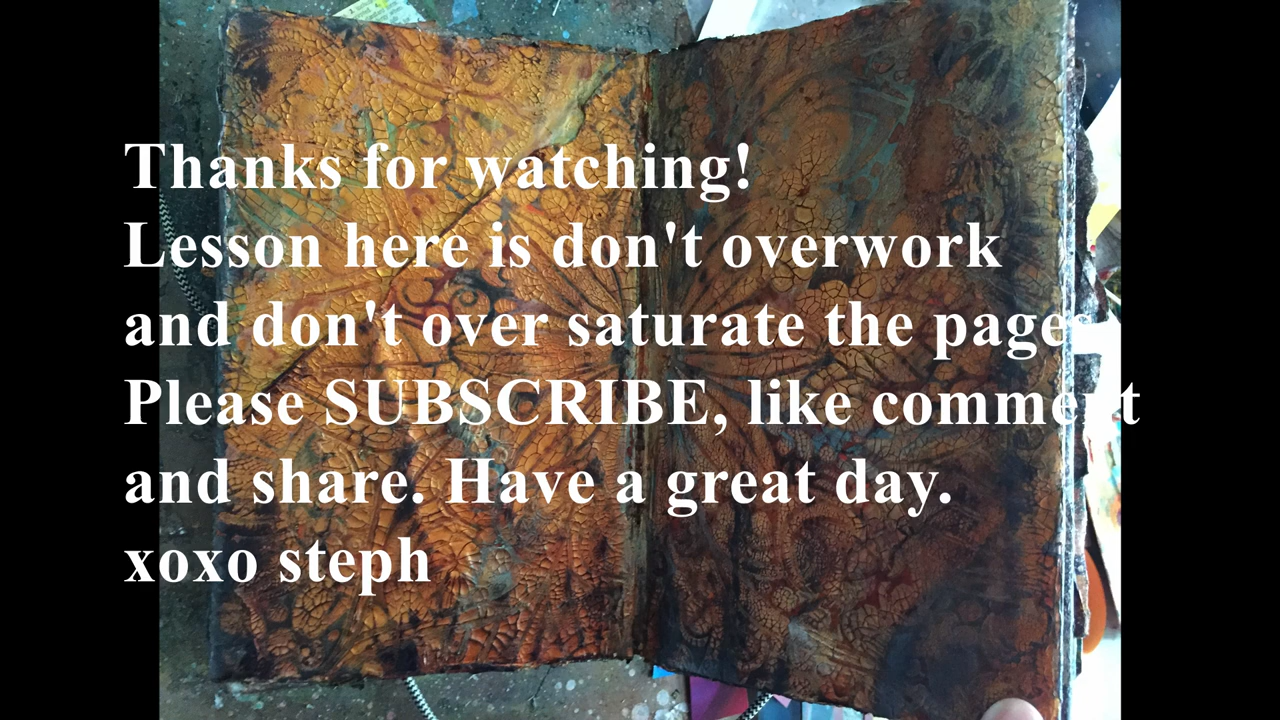 Thanks for watching!
Lesson here is don't overwork
and don't over saturate the pages
Please SUBSCRIBE, like comment
and share. Have a great day.
xoxo steph